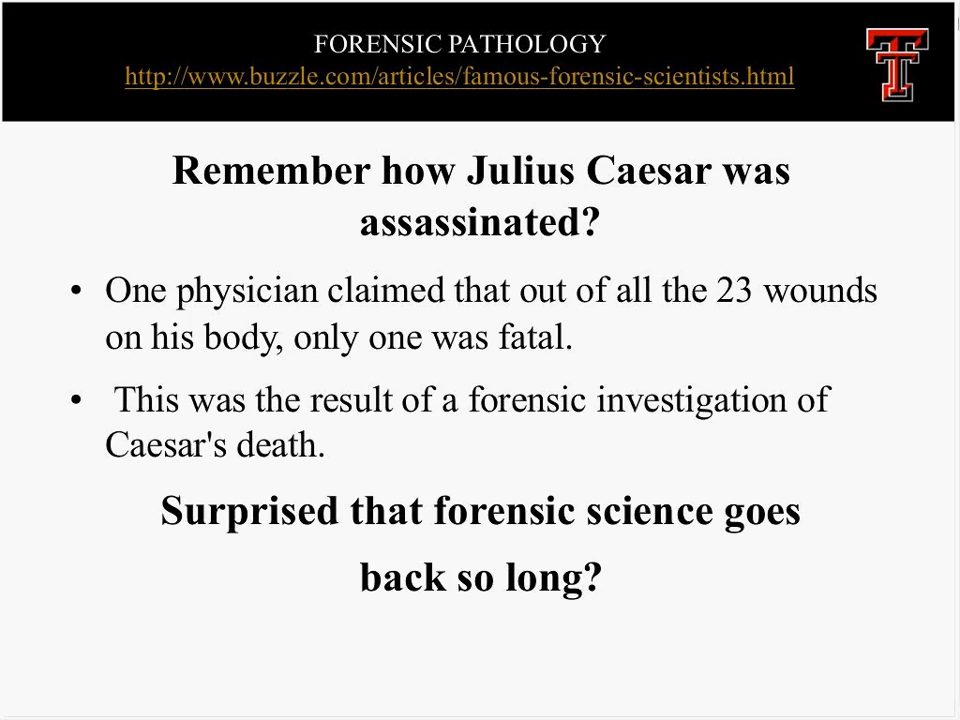 FORENSIC PATHOLOGY
http://www.buzzle.com/articles/famous-forensic-scientists.html
Remember how Julius Caesar was
assassinated?
• One physician claimed that out of all the 23 wounds
on his body, only one was fatal.
• This was the result of a forensic investigation of
Caesar's death.
Surprised that forensic science goes
back so long?